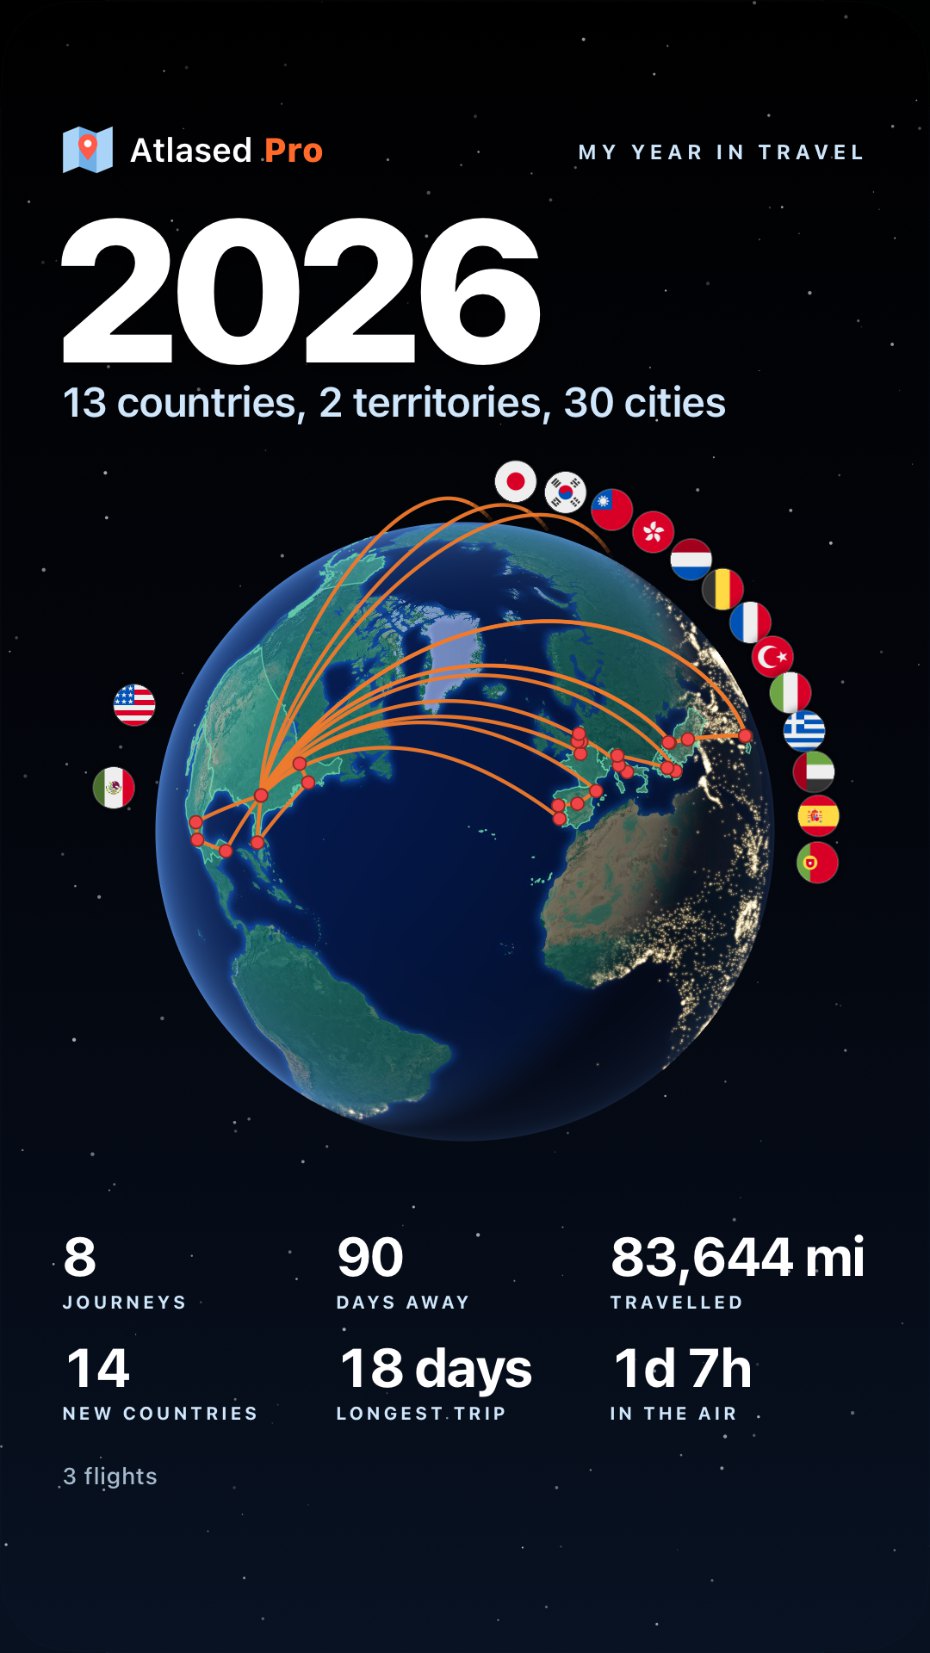 Atlased Pro
MY YEAR IN TRAVEL
2026
13 countries, 2 territories, 30 cities
8
JOURNEYS
90
DAYS AWAY
83,644 mi
TRAVELLED
14
NEW COUNTRIES
18 days
LONGEST TRIP
1d 7h
IN THE AIR
3 flights